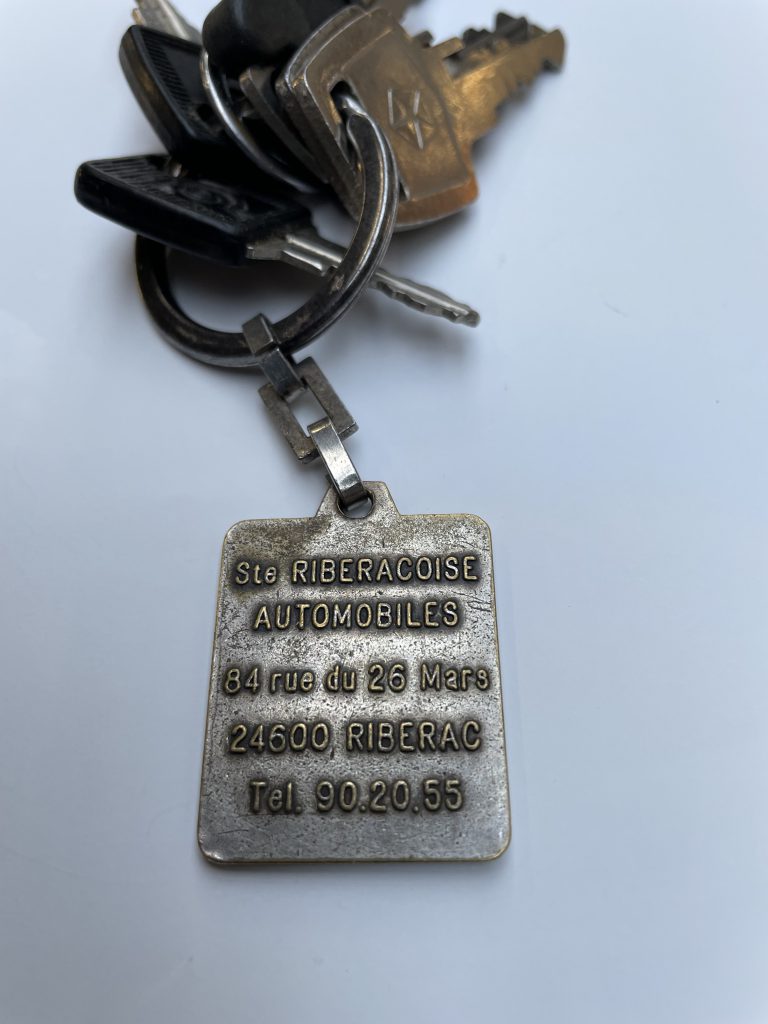 Ste RIBERACOISE
AUTOMOBILES
84 rue du 26 Mars
24600 RIBERAC
Tel. 90.20.55